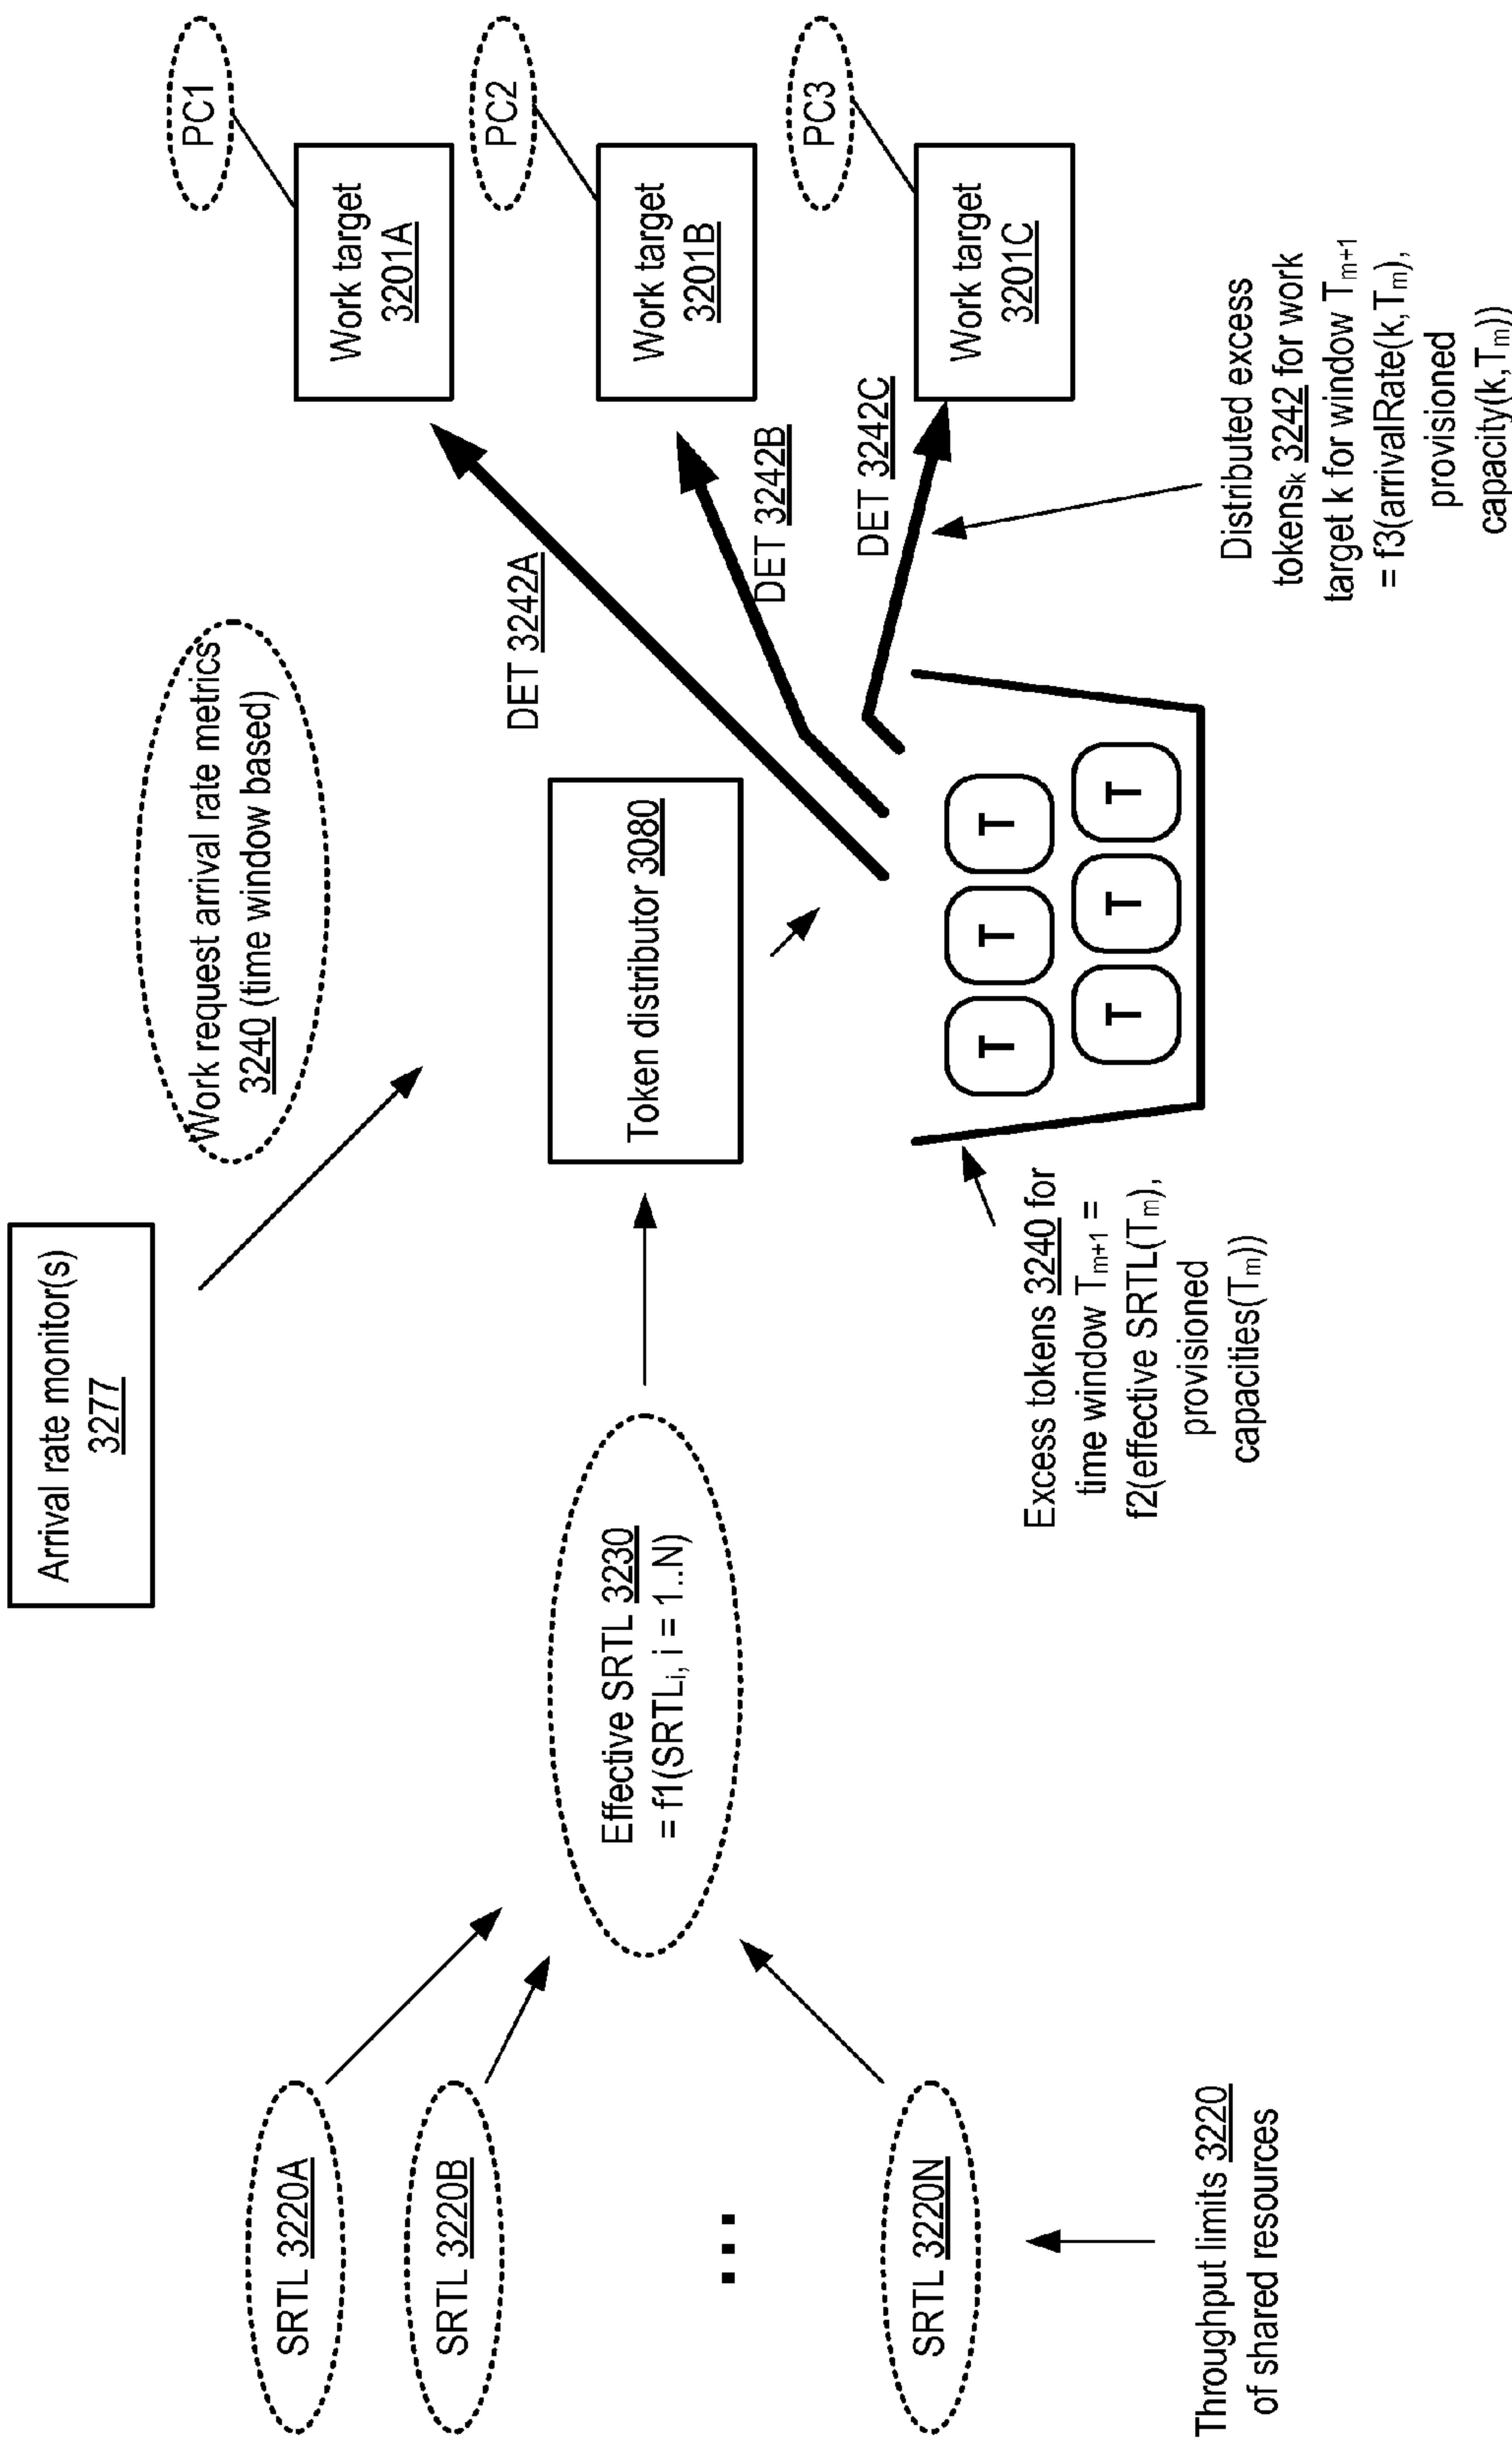 Arrival rate monitor(s)
3277
Work request arrival rate metrics
3240 (time window based)
PC1
Work target
3201A
PC2
Work target
3201B
PC3
Work target
3201C
SRTL 3220A
SRTL 3220B
...
SRTL 3220N
Throughput limits 3220
of shared resources
Effective SRTL 3230
= f1(SRTLi, i = 1..N)
Token distributor 3080
DET 3242A
DET 3242B
DET 3242C
T T T
T T T
Excess tokens 3240 for
time window Tm+1 =
f2(effective SRTL(Tm),
provisioned
capacities(Tm))
Distributed excess
tokensk 3242 for work
target k for window Tm+1
= f3(arrivalRate(k,Tm),
provisioned
capacity(k,Tm))